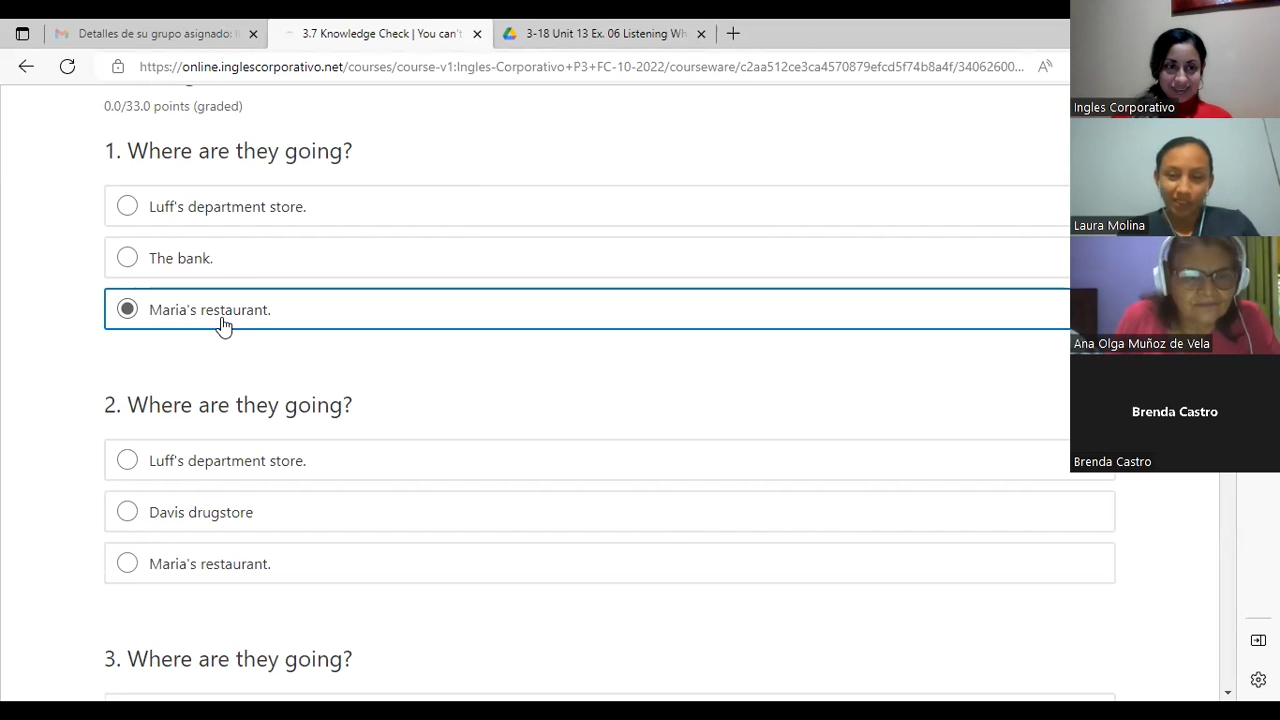 Detalles de su grupo asignado: I
3.7 Knowledge Check | You can't
3-18 Unit 13 Ex. 06 Listening Wh
https://online.inglescorporativo.net/courses/course-v1:Ingles-Corporativo+P3+FC-10-2022/courseware/c2aa512ce3ca4570879efcd5f74b8a4f/34062600...
0.0/33.0 points (graded)
1. Where are they going?
Luff's department store.
The bank.
Maria's restaurant.
2. Where are they going?
Luff's department store.
Davis drugstore
Maria's restaurant.
3. Where are they going?
Ingles Corporativo
Laura Molina
Ana Olga Muñoz de Vela
Brenda Castro
Brenda Castro